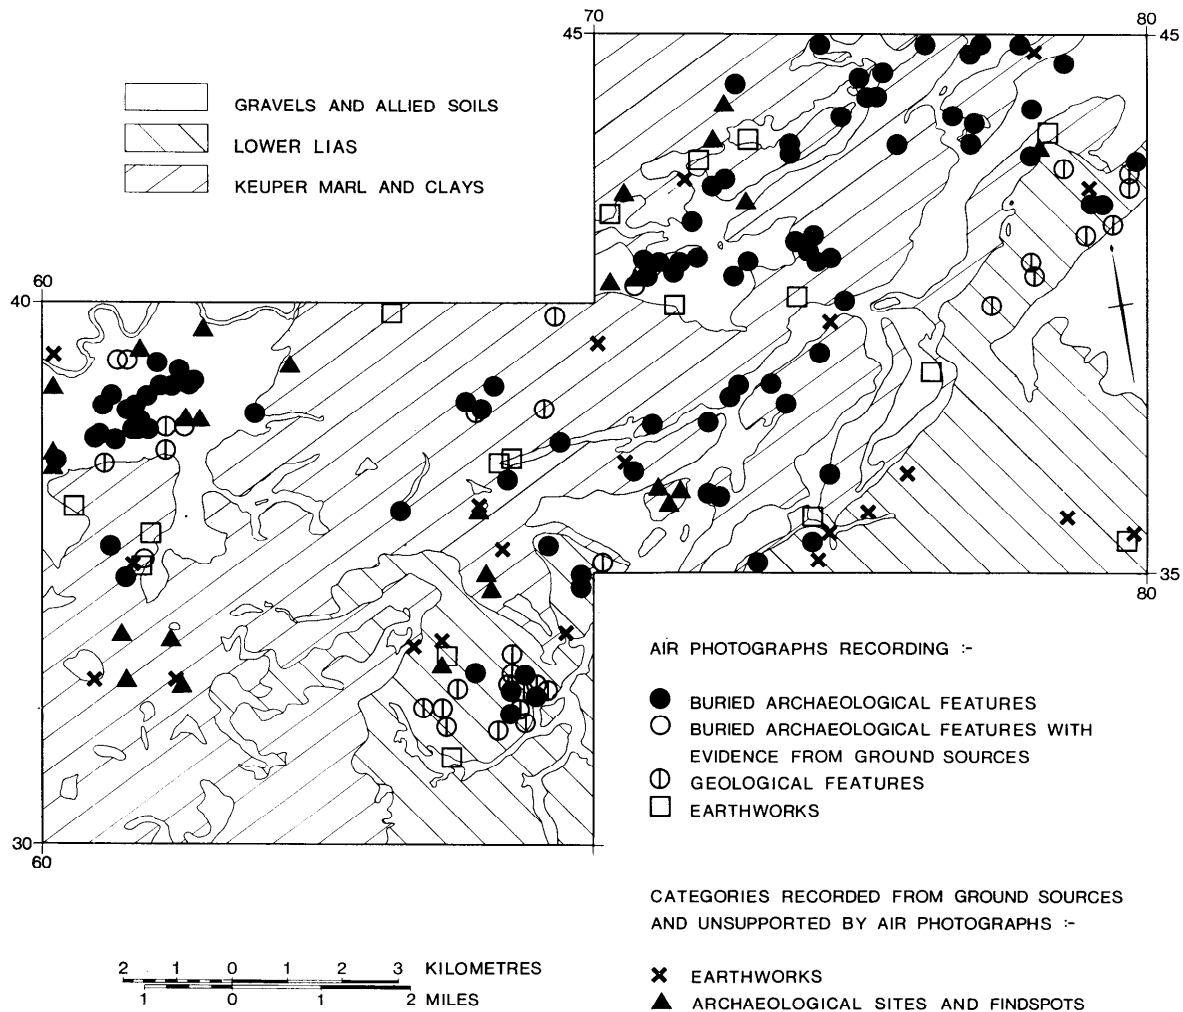 70
80
45
45
GRAVELS AND ALLIED SOILS
LOWER LIAS
KEUPER MARL AND CLAYS
60
40
35
80
AIR PHOTOGRAPHS RECORDING :-
BURIED ARCHAEOLOGICAL FEATURES
BURIED ARCHAEOLOGICAL FEATURES WITH
EVIDENCE FROM GROUND SOURCES
GEOLOGICAL FEATURES
EARTHWORKS
30
60
CATEGORIES RECORDED FROM GROUND SOURCES
AND UNSUPPORTED BY AIR PHOTOGRAPHS :-
2 1 0 1 2 3 KILOMETRES
1 0 1 2 MILES
EARTHWORKS
ARCHAEOLOGICAL SITES AND FINDSPOTS